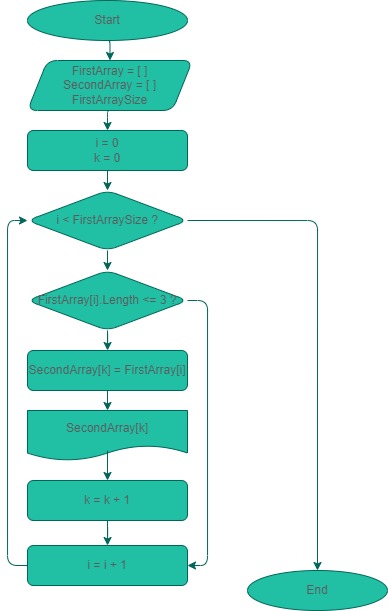 Start
FirstArray = [ ]
SecondArray = [ ]
FirstArraySize
i = 0
k = 0
i < FirstArraySize ?
FirstArray[i].Length <= 3 ?
SecondArray[k] = FirstArray[i]
SecondArray[k]
k = k + 1
i = i + 1
End